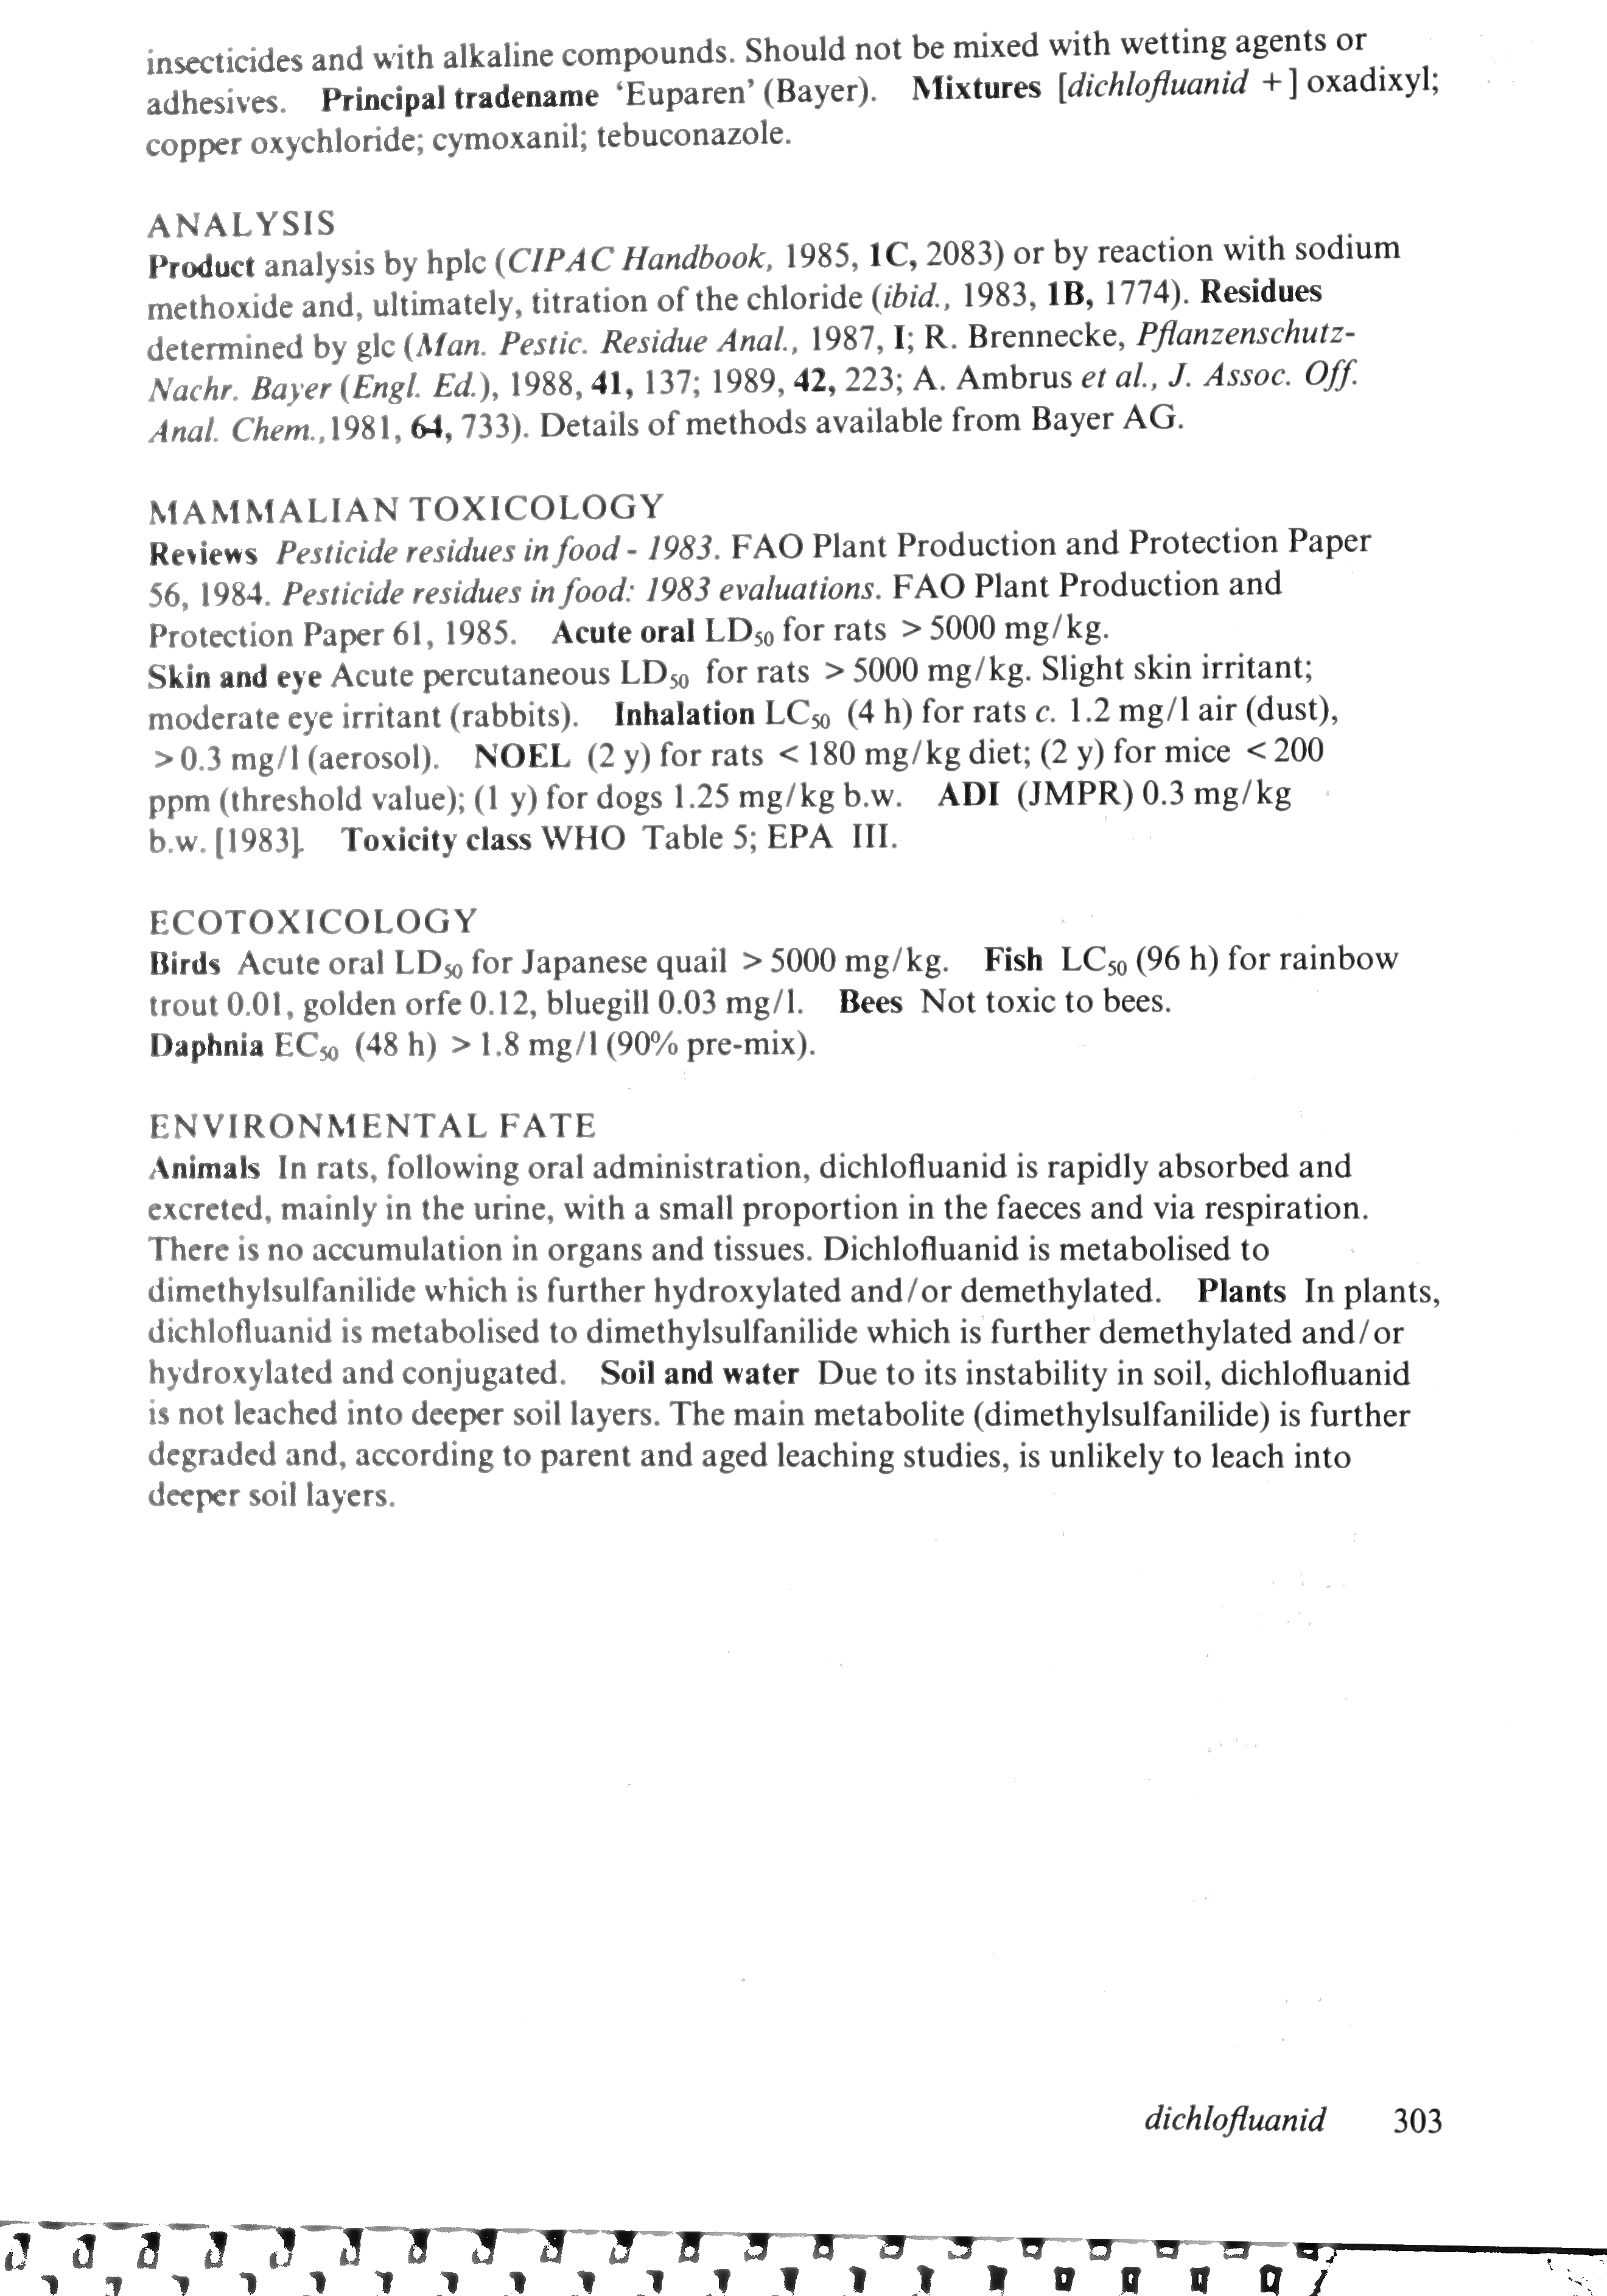 insecticides and with alkaline compounds. Should not be mixed with wetting agents or
adhesives. Principal tradename ‘Euparen’ (Bayer). Mixtures [dichlofluanid +] oxadixyl;
copper oxychloride; cymoxanil; tebuconazole.
ANALYSIS
Product analysis by hplc (CIPAC Handbook, 1985, 1C, 2083) or by reaction with sodium
methoxide and, ultimately, titration of the chloride (ibid., 1983, 1B, 1774). Residues
determined by glc (Man. Pestic. Residue Anal., 1987, I; R. Brennecke, Pflanzenschutz-
Nachr. Bayer (Engl. Ed.), 1988, 41, 137; 1989, 42, 223; A. Ambrus et al., J. Assoc. Off.
Anal. Chem., 1981, 64, 733). Details of methods available from Bayer AG.
MAMMALIAN TOXICOLOGY
Reviews Pesticide residues in food - 1983. FAO Plant Production and Protection Paper
56, 1984. Pesticide residues in food: 1983 evaluations. FAO Plant Production and
Protection Paper 61, 1985. Acute oral LD50 for rats > 5000 mg/kg.
Skin and eye Acute percutaneous LD50 for rats > 5000 mg/kg. Slight skin irritant;
moderate eye irritant (rabbits). Inhalation LC50 (4 h) for rats c. 1.2 mg/l air (dust),
> 0.3 mg/l (aerosol). NOEL (2 y) for rats < 180 mg/kg diet; (2 y) for mice < 200
ppm (threshold value); (1 y) for dogs 1.25 mg/kg b.w. ADI (JMPR) 0.3 mg/kg
b.w. [1983]. Toxicity class WHO Table 5; EPA III.
ECOTOXICOLOGY
Birds Acute oral LD50 for Japanese quail > 5000 mg/kg. Fish LC50 (96 h) for rainbow
trout 0.01, golden orfe 0.12, bluegill 0.03 mg/l. Bees Not toxic to bees.
Daphnia EC50 (48 h) > 1.8 mg/l (90% pre-mix).
ENVIRONMENTAL FATE
Animals In rats, following oral administration, dichlofluanid is rapidly absorbed and
excreted, mainly in the urine, with a small proportion in the faeces and via respiration.
There is no accumulation in organs and tissues. Dichlofluanid is metabolised to
dimethylsulfanilide which is further hydroxylated and/or demethylated. Plants In plants,
dichlofluanid is metabolised to dimethylsulfanilide which is further demethylated and/or
hydroxylated and conjugated. Soil and water Due to its instability in soil, dichlofluanid
is not leached into deeper soil layers. The main metabolite (dimethylsulfanilide) is further
degraded and, according to parent and aged leaching studies, is unlikely to leach into
deeper soil layers.
dichlofluanid 303